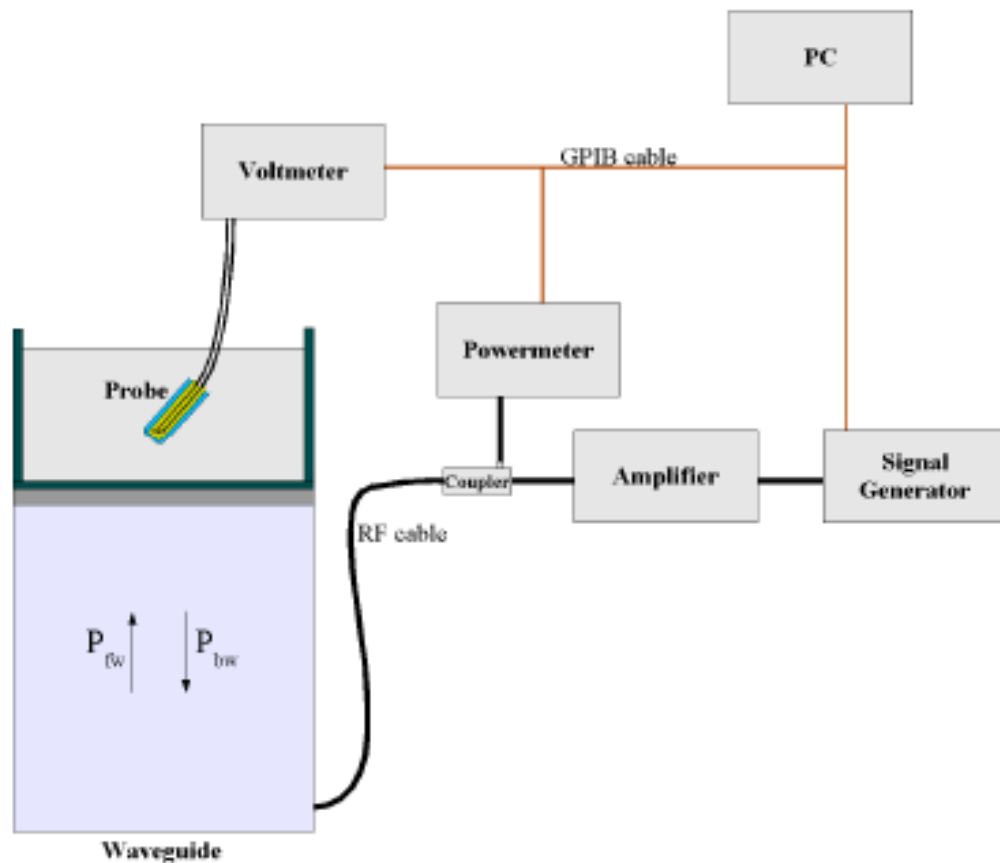 PC
Voltmeter
GPIB cable
Powermeter
Probe
Coupler
Amplifier
Signal
Generator
RF cable
P fw
P bw
Waveguide